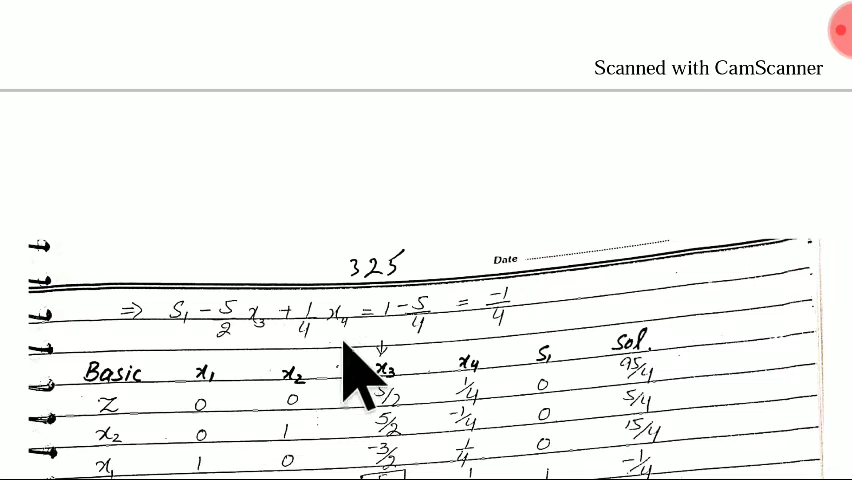 Scanned with CamScanner
325
Date
⇒ S₁ - 5/2 x₃ + 1/4 x₄ = 1 - 5/4 = -1/4
Basic x₁ x₂ x₃ x₄ S₁ Sol.
Z 0 0 5/2 1/4 0 95/4
x₂ 0 1 5/2 -1/4 0 5/4
x₁ 1 0 -3/2 1/4 0 15/4
-1/4